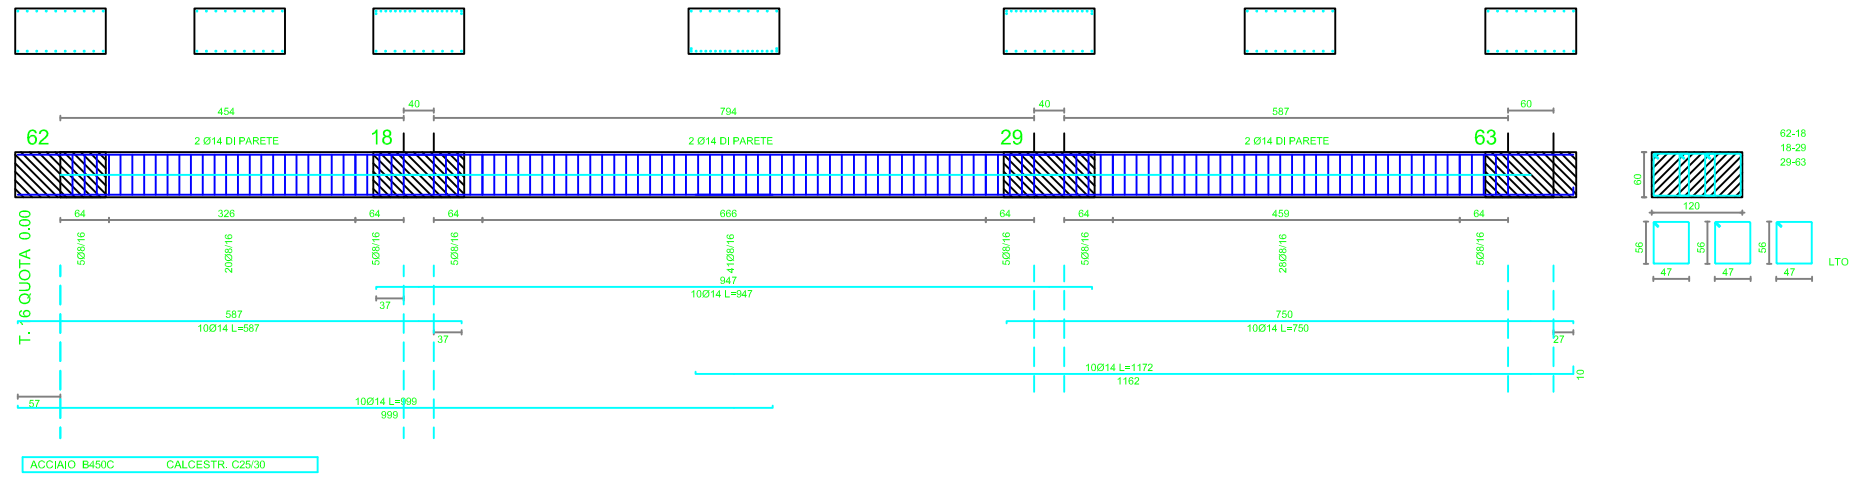 454
40
794
40
587
60
62
2 Ø14 DI PARETE
18
2 Ø14 DI PARETE
29
2 Ø14 DI PARETE
63
62-18
18-29
29-63
60
120
64
326
64
64
666
64
64
459
64
5Ø8/16
20Ø8/16
5Ø8/16
5Ø8/16
41Ø8/16
5Ø8/16
5Ø8/16
28Ø8/16
5Ø8/16
56
47
56
47
56
47
LTO
T. 16 QUOTA 0.00
947
10Ø14 L=947
37
587
10Ø14 L=587
37
750
10Ø14 L=750
27
10Ø14 L=1172
1162
10
57
10Ø14 L=999
999
ACCIAIO B450C CALCESTR. C25/30